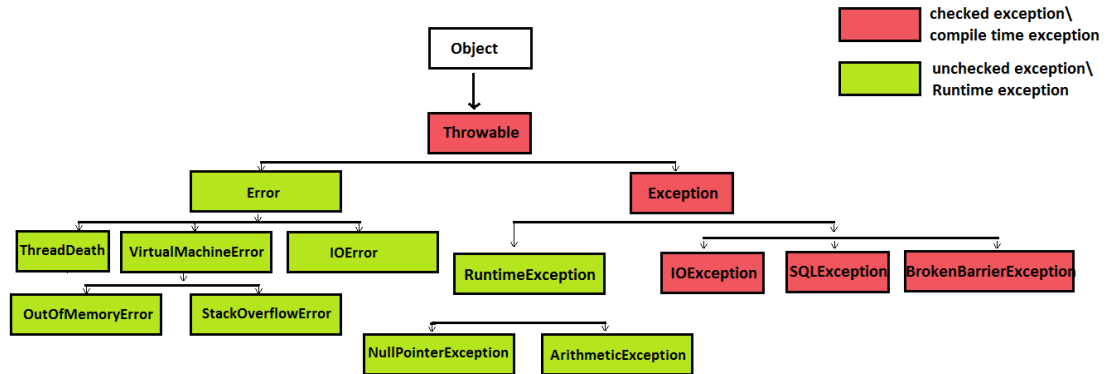 checked exception\
compile time exception
Object
unchecked exception\
Runtime exception
Throwable
Error
Exception
ThreadDeath
VirtualMachineError
IOError
RuntimeException
IOException
SQLException
BrokenBarrierException
OutOfMemoryError
StackOverflowError
NullPointerException
ArithmeticException